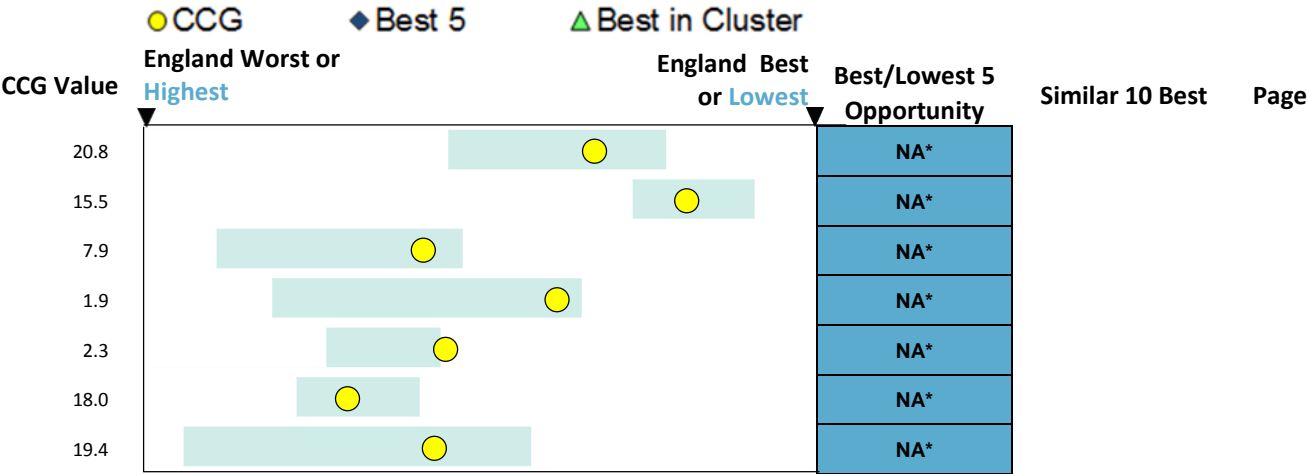 CCG Best 5 Best in Cluster
CCG Value
England Worst or
Highest
England Best
or Lowest
Best/Lowest 5
Opportunity
Similar 10 Best
Page
20.8 NA*
15.5 NA*
7.9 NA*
1.9 NA*
2.3 NA*
18.0 NA*
19.4 NA*